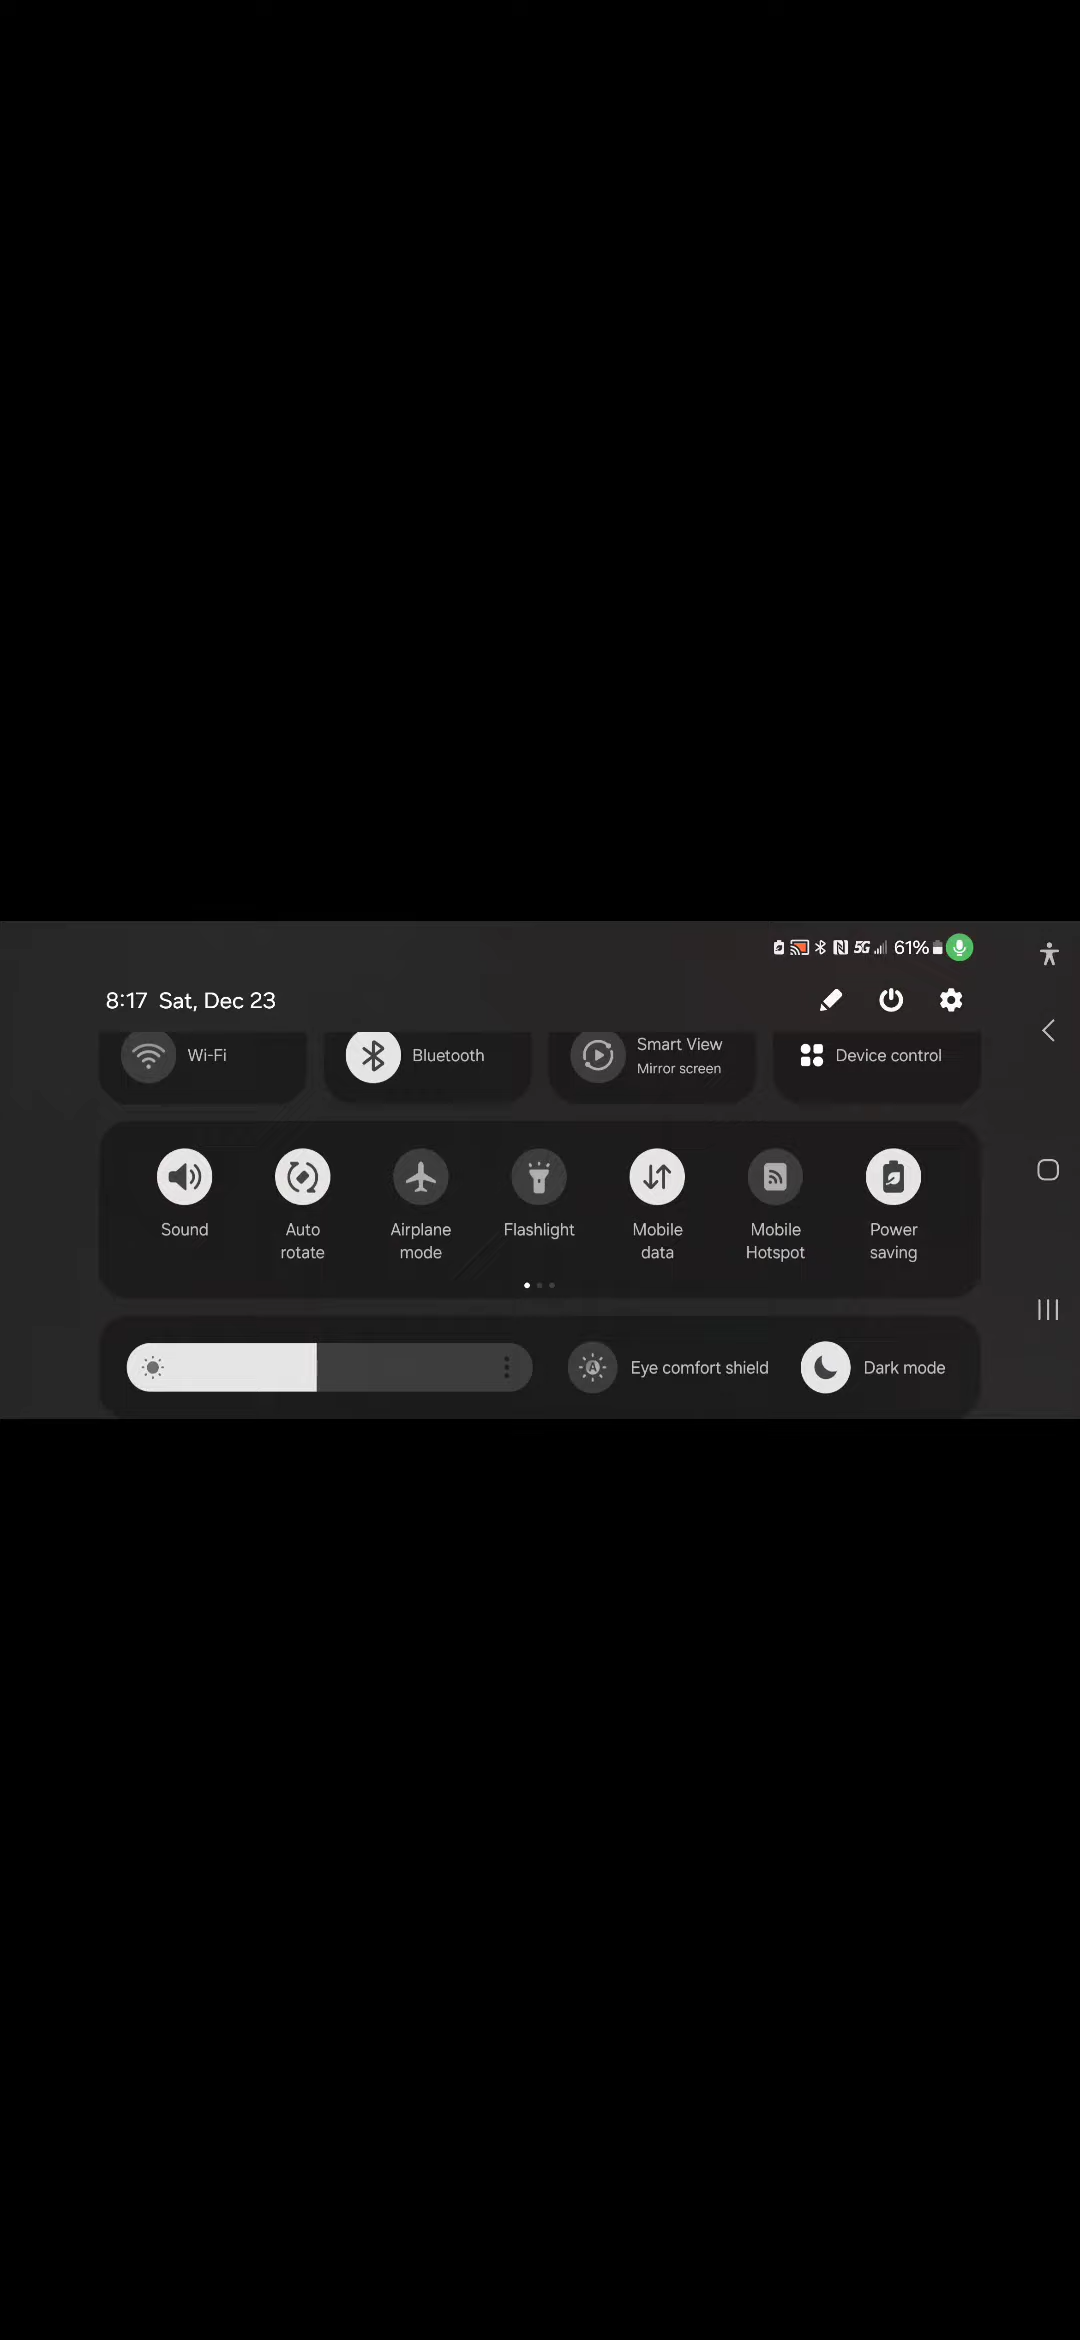 5G 61%
8:17 Sat, Dec 23
Wi-Fi
Bluetooth
Smart View
Mirror screen
Device control
Sound
Auto
rotate
Airplane
mode
Flashlight
Mobile
data
Mobile
Hotspot
Power
saving
Eye comfort shield
Dark mode